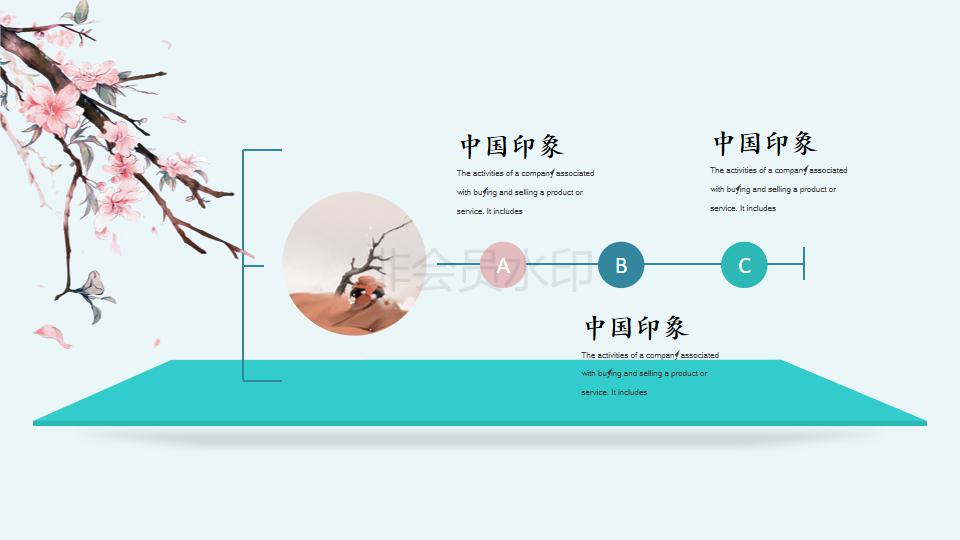 中国印象
The activities of a company associated
with buying and selling a product or
service. It includes
中国印象
The activities of a company associated
with buying and selling a product or
service. It includes
非会员水印
A
B
C
中国印象
The activities of a company associated
with buying and selling a product or
service. It includes